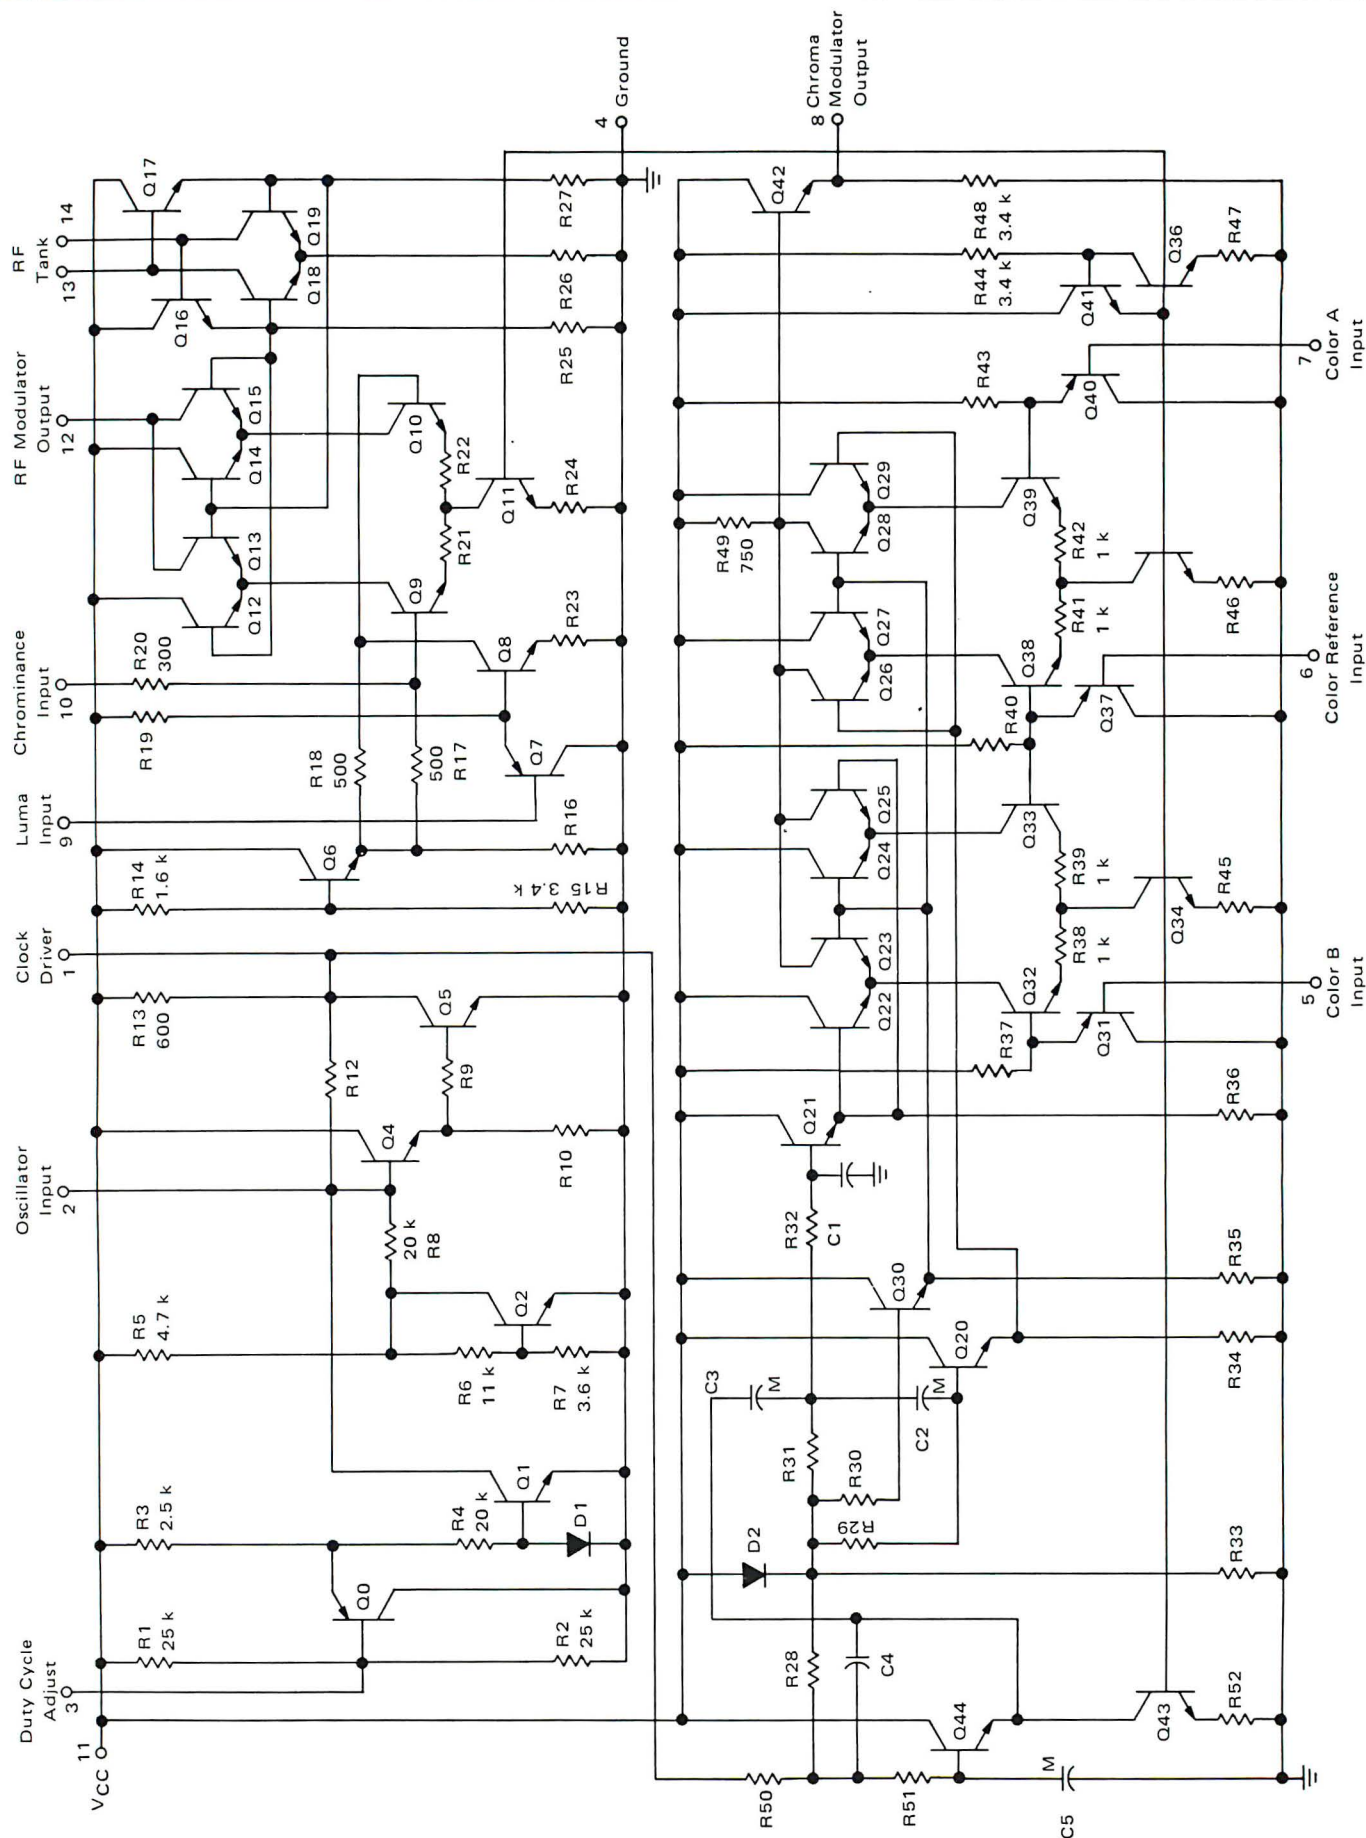 Duty Cycle
Adjust
3
Oscillator
Input
2
Clock
Driver
1
Luma
Input
9
Chrominance
Input
10
RF Modulator
Output
12
RF
Tank
13 14
VCC
11
R1
25 k
R3
2.5 k
R5
4.7 k
R13
600
R14
1.6 k
R19
R20
300
Q0
R2
25 k
R4
20 k
D1
Q1
R6
11 k
R7
3.6 k
Q2
20 k
R8
Q4
R10
R9
R12
Q5
Q6
R15 3.4 k
R16
R18
500
500
R17
Q7
Q8
R23
Q9
Q10
R21
R22
Q11
R24
Q12
Q13
Q14
Q15
Q16
Q17
Q18
Q19
R25
R26
R27
4 Ground
R50
R28
C4
R51
C5
M
Q44
Q43
R52
D2
R29
R30
R31
R33
C3
M
C2
M
Q20
Q30
R34
R35
R32
C1
Q21
R36
R37
Q22
Q23
Q24
Q25
Q31
Q32
R38
1 k
R39
1 k
Q33
Q34
R45
R40
Q26
Q27
Q28
Q29
R49
750
Q37
Q38
R41
1 k
R42
1 k
Q39
R46
R43
Q40
Q41
R44
3.4 k
R48
3.4 k
Q42
Q36
R47
8 Chroma
Modulator
Output
5
Color B
Input
6
Color Reference
Input
7
Color A
Input